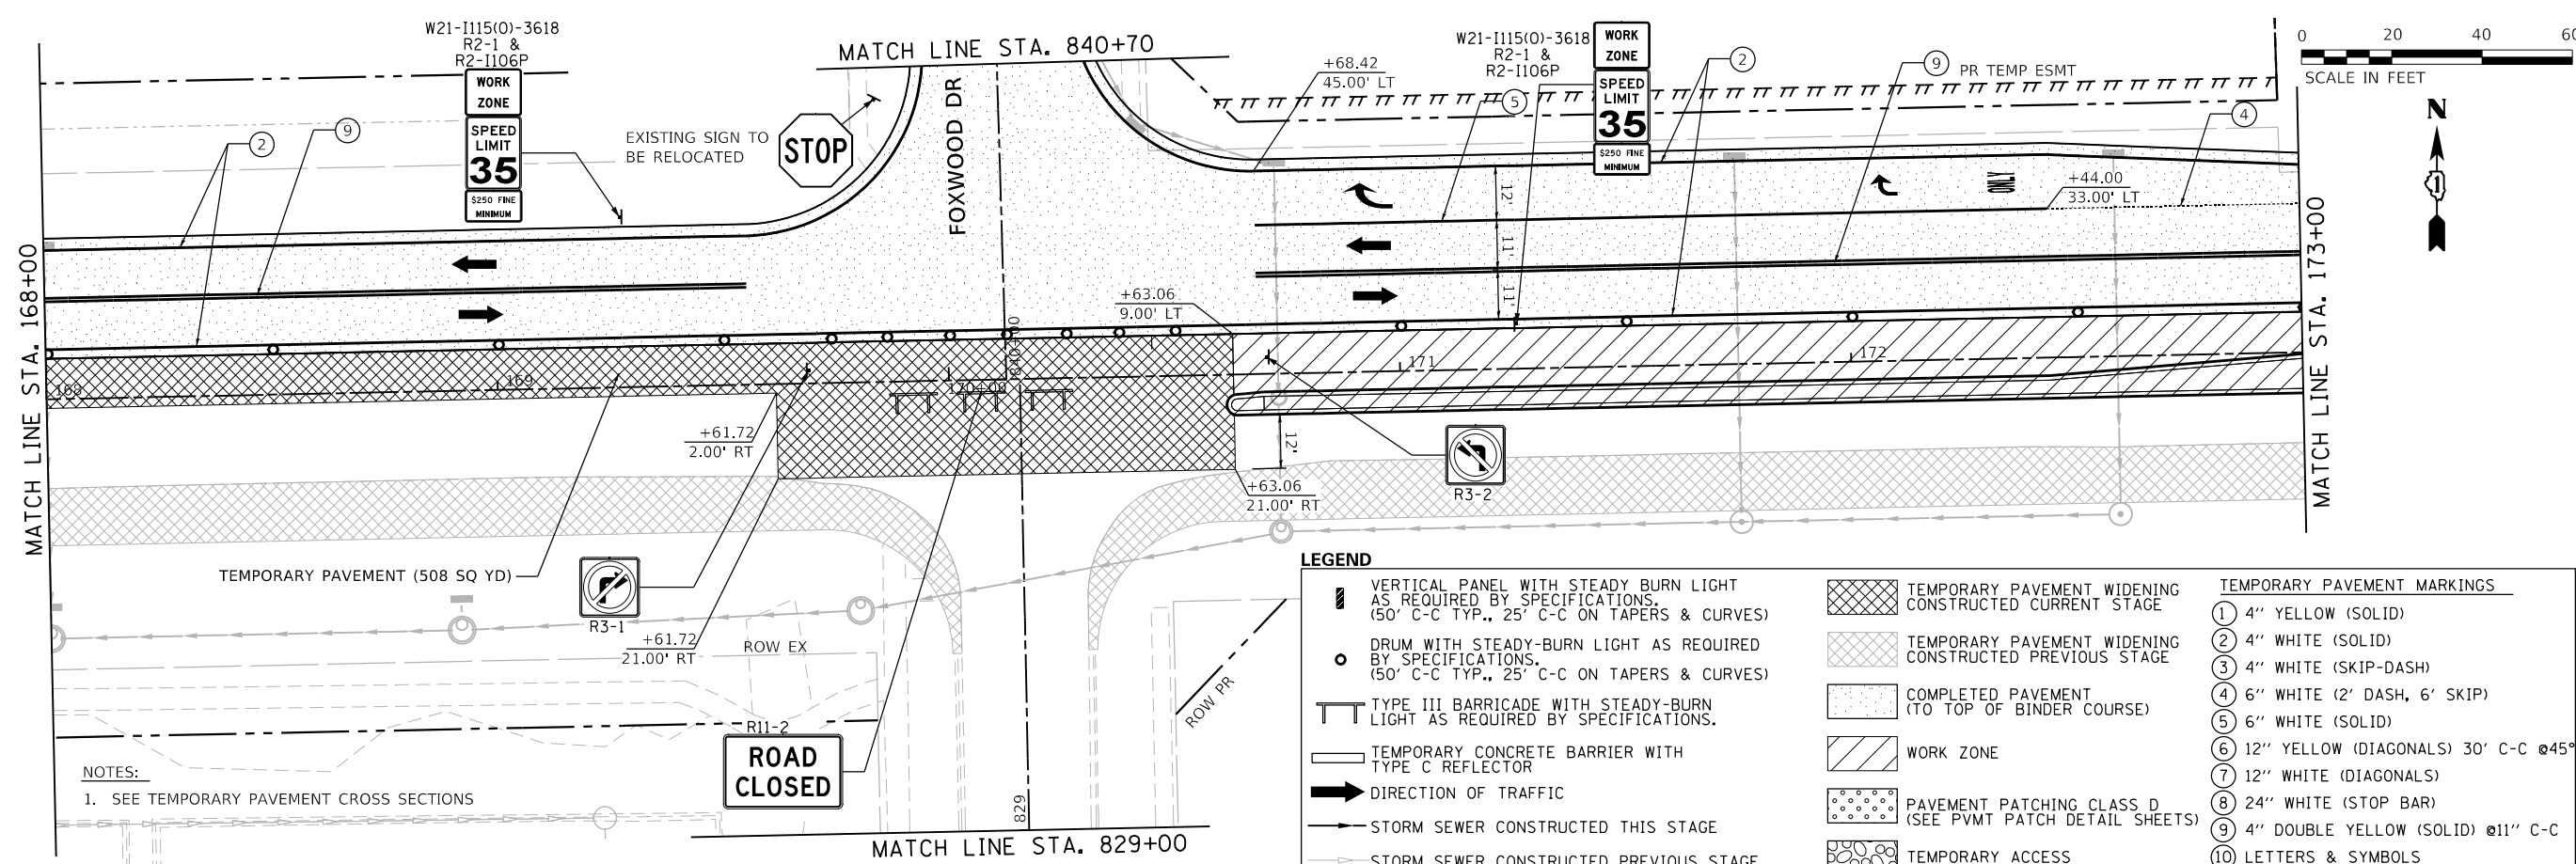 W21-I115(O)-3618
R2-1 &
R2-I106P
WORK
ZONE
SPEED
LIMIT
35
$250 FINE
MINIMUM
EXISTING SIGN TO
BE RELOCATED
STOP
MATCH LINE STA. 840+70
FOXWOOD DR
+68.42
45.00' LT
W21-I115(O)-3618
R2-1 &
R2-I106P
WORK
ZONE
SPEED
LIMIT
35
$250 FINE
MINIMUM
2
9
5
2
9
PR TEMP ESMT
4
0 20 40 60
SCALE IN FEET
N
1
ONLY
+44.00
33.00' LT
12'
11'
11'
MATCH LINE STA. 168+00
MATCH LINE STA. 173+00
+63.06
9.00' LT
840+00
168
169
170+00
171
172
+61.72
2.00' RT
12'
+63.06
21.00' RT
R3-2
TEMPORARY PAVEMENT (508 SQ YD)
R3-1
+61.72
21.00' RT
ROW EX
ROW PR
R11-2
ROAD
CLOSED
829
MATCH LINE STA. 829+00
NOTES:
1. SEE TEMPORARY PAVEMENT CROSS SECTIONS
LEGEND
VERTICAL PANEL WITH STEADY BURN LIGHT
AS REQUIRED BY SPECIFICATIONS.
(50' C-C TYP., 25' C-C ON TAPERS & CURVES)
DRUM WITH STEADY-BURN LIGHT AS REQUIRED
BY SPECIFICATIONS.
(50' C-C TYP., 25' C-C ON TAPERS & CURVES)
TYPE III BARRICADE WITH STEADY-BURN
LIGHT AS REQUIRED BY SPECIFICATIONS.
TEMPORARY CONCRETE BARRIER WITH
TYPE C REFLECTOR
DIRECTION OF TRAFFIC
STORM SEWER CONSTRUCTED THIS STAGE
STORM SEWER CONSTRUCTED PREVIOUS STAGE
TEMPORARY PAVEMENT WIDENING
CONSTRUCTED CURRENT STAGE
TEMPORARY PAVEMENT WIDENING
CONSTRUCTED PREVIOUS STAGE
COMPLETED PAVEMENT
(TO TOP OF BINDER COURSE)
WORK ZONE
PAVEMENT PATCHING CLASS D
(SEE PVMT PATCH DETAIL SHEETS)
TEMPORARY ACCESS
TEMPORARY PAVEMENT MARKINGS
1 4'' YELLOW (SOLID)
2 4'' WHITE (SOLID)
3 4'' WHITE (SKIP-DASH)
4 6'' WHITE (2' DASH, 6' SKIP)
5 6'' WHITE (SOLID)
6 12'' YELLOW (DIAGONALS) 30' C-C @45°
7 12'' WHITE (DIAGONALS)
8 24'' WHITE (STOP BAR)
9 4'' DOUBLE YELLOW (SOLID) @11'' C-C
10 LETTERS & SYMBOLS